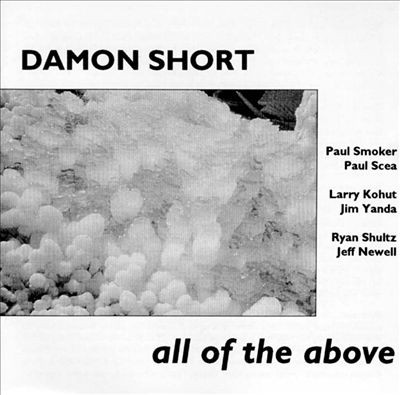 DAMON SHORT
Paul Smoker
Paul Scea
Larry Kohut
Jim Yanda
Ryan Shultz
Jeff Newell
all of the above